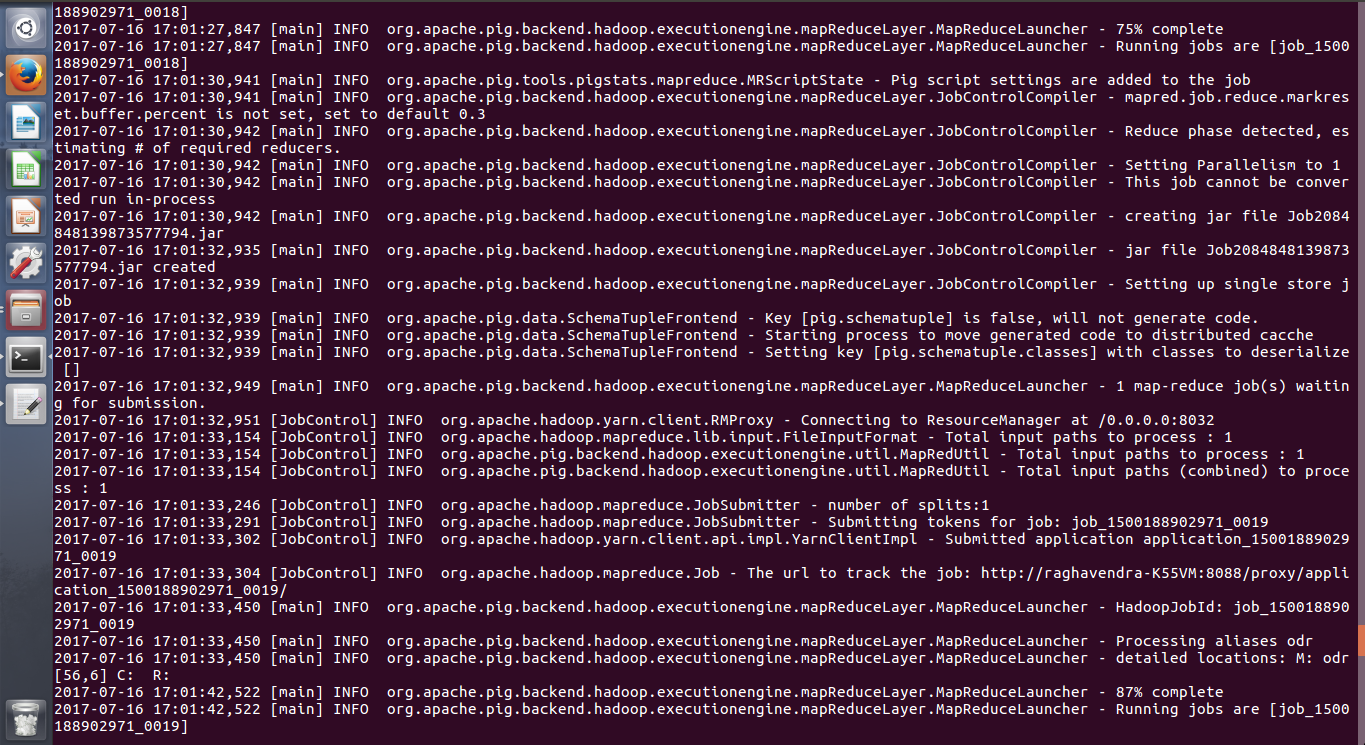 188902971_0018]
2017-07-16 17:01:27,847 [main] INFO  org.apache.pig.backend.hadoop.executionengine.mapReduceLayer.MapReduceLauncher - 75% complete
2017-07-16 17:01:27,847 [main] INFO  org.apache.pig.backend.hadoop.executionengine.mapReduceLayer.MapReduceLauncher - Running jobs are [job_1500
188902971_0018]
2017-07-16 17:01:30,941 [main] INFO  org.apache.pig.tools.pigstats.mapreduce.MRScriptState - Pig script settings are added to the job
2017-07-16 17:01:30,941 [main] INFO  org.apache.pig.backend.hadoop.executionengine.mapReduceLayer.JobControlCompiler - mapred.job.reduce.markres
et.buffer.percent is not set, set to default 0.3
2017-07-16 17:01:30,942 [main] INFO  org.apache.pig.backend.hadoop.executionengine.mapReduceLayer.JobControlCompiler - Reduce phase detected, es
timating # of required reducers.
2017-07-16 17:01:30,942 [main] INFO  org.apache.pig.backend.hadoop.executionengine.mapReduceLayer.JobControlCompiler - Setting Parallelism to 1
2017-07-16 17:01:30,942 [main] INFO  org.apache.pig.backend.hadoop.executionengine.mapReduceLayer.JobControlCompiler - This job cannot be conver
ted run in-process
2017-07-16 17:01:30,942 [main] INFO  org.apache.pig.backend.hadoop.executionengine.mapReduceLayer.JobControlCompiler - creating jar file Job2084
848139873577794.jar
2017-07-16 17:01:32,935 [main] INFO  org.apache.pig.backend.hadoop.executionengine.mapReduceLayer.JobControlCompiler - jar file Job2084848139873
577794.jar created
2017-07-16 17:01:32,939 [main] INFO  org.apache.pig.backend.hadoop.executionengine.mapReduceLayer.JobControlCompiler - Setting up single store j
ob
2017-07-16 17:01:32,939 [main] INFO  org.apache.pig.data.SchemaTupleFrontend - Key [pig.schematuple] is false, will not generate code.
2017-07-16 17:01:32,939 [main] INFO  org.apache.pig.data.SchemaTupleFrontend - Starting process to move generated code to distributed cacche
2017-07-16 17:01:32,939 [main] INFO  org.apache.pig.data.SchemaTupleFrontend - Setting key [pig.schematuple.classes] with classes to deserialize
 []
2017-07-16 17:01:32,949 [main] INFO  org.apache.pig.backend.hadoop.executionengine.mapReduceLayer.MapReduceLauncher - 1 map-reduce job(s) waitin
g for submission.
2017-07-16 17:01:32,951 [JobControl] INFO  org.apache.hadoop.yarn.client.RMProxy - Connecting to ResourceManager at /0.0.0.0:8032
2017-07-16 17:01:33,154 [JobControl] INFO  org.apache.hadoop.mapreduce.lib.input.FileInputFormat - Total input paths to process : 1
2017-07-16 17:01:33,154 [JobControl] INFO  org.apache.pig.backend.hadoop.executionengine.util.MapRedUtil - Total input paths to process : 1
2017-07-16 17:01:33,154 [JobControl] INFO  org.apache.pig.backend.hadoop.executionengine.util.MapRedUtil - Total input paths (combined) to proce
ss : 1
2017-07-16 17:01:33,246 [JobControl] INFO  org.apache.hadoop.mapreduce.JobSubmitter - number of splits:1
2017-07-16 17:01:33,291 [JobControl] INFO  org.apache.hadoop.mapreduce.JobSubmitter - Submitting tokens for job: job_1500188902971_0019
2017-07-16 17:01:33,302 [JobControl] INFO  org.apache.hadoop.yarn.client.api.impl.YarnClientImpl - Submitted application application_15001889029
71_0019
2017-07-16 17:01:33,304 [JobControl] INFO  org.apache.hadoop.mapreduce.Job - The url to track the job: http://raghavendra-K55VM:8088/proxy/appli
cation_1500188902971_0019/
2017-07-16 17:01:33,450 [main] INFO  org.apache.pig.backend.hadoop.executionengine.mapReduceLayer.MapReduceLauncher - HadoopJobId: job_150018890
2971_0019
2017-07-16 17:01:33,450 [main] INFO  org.apache.pig.backend.hadoop.executionengine.mapReduceLayer.MapReduceLauncher - Processing aliases odr
2017-07-16 17:01:33,450 [main] INFO  org.apache.pig.backend.hadoop.executionengine.mapReduceLayer.MapReduceLauncher - detailed locations: M: odr
[56,6] C:  R:
2017-07-16 17:01:42,522 [main] INFO  org.apache.pig.backend.hadoop.executionengine.mapReduceLayer.MapReduceLauncher - 87% complete
2017-07-16 17:01:42,522 [main] INFO  org.apache.pig.backend.hadoop.executionengine.mapReduceLayer.MapReduceLauncher - Running jobs are [job_1500
188902971_0019]